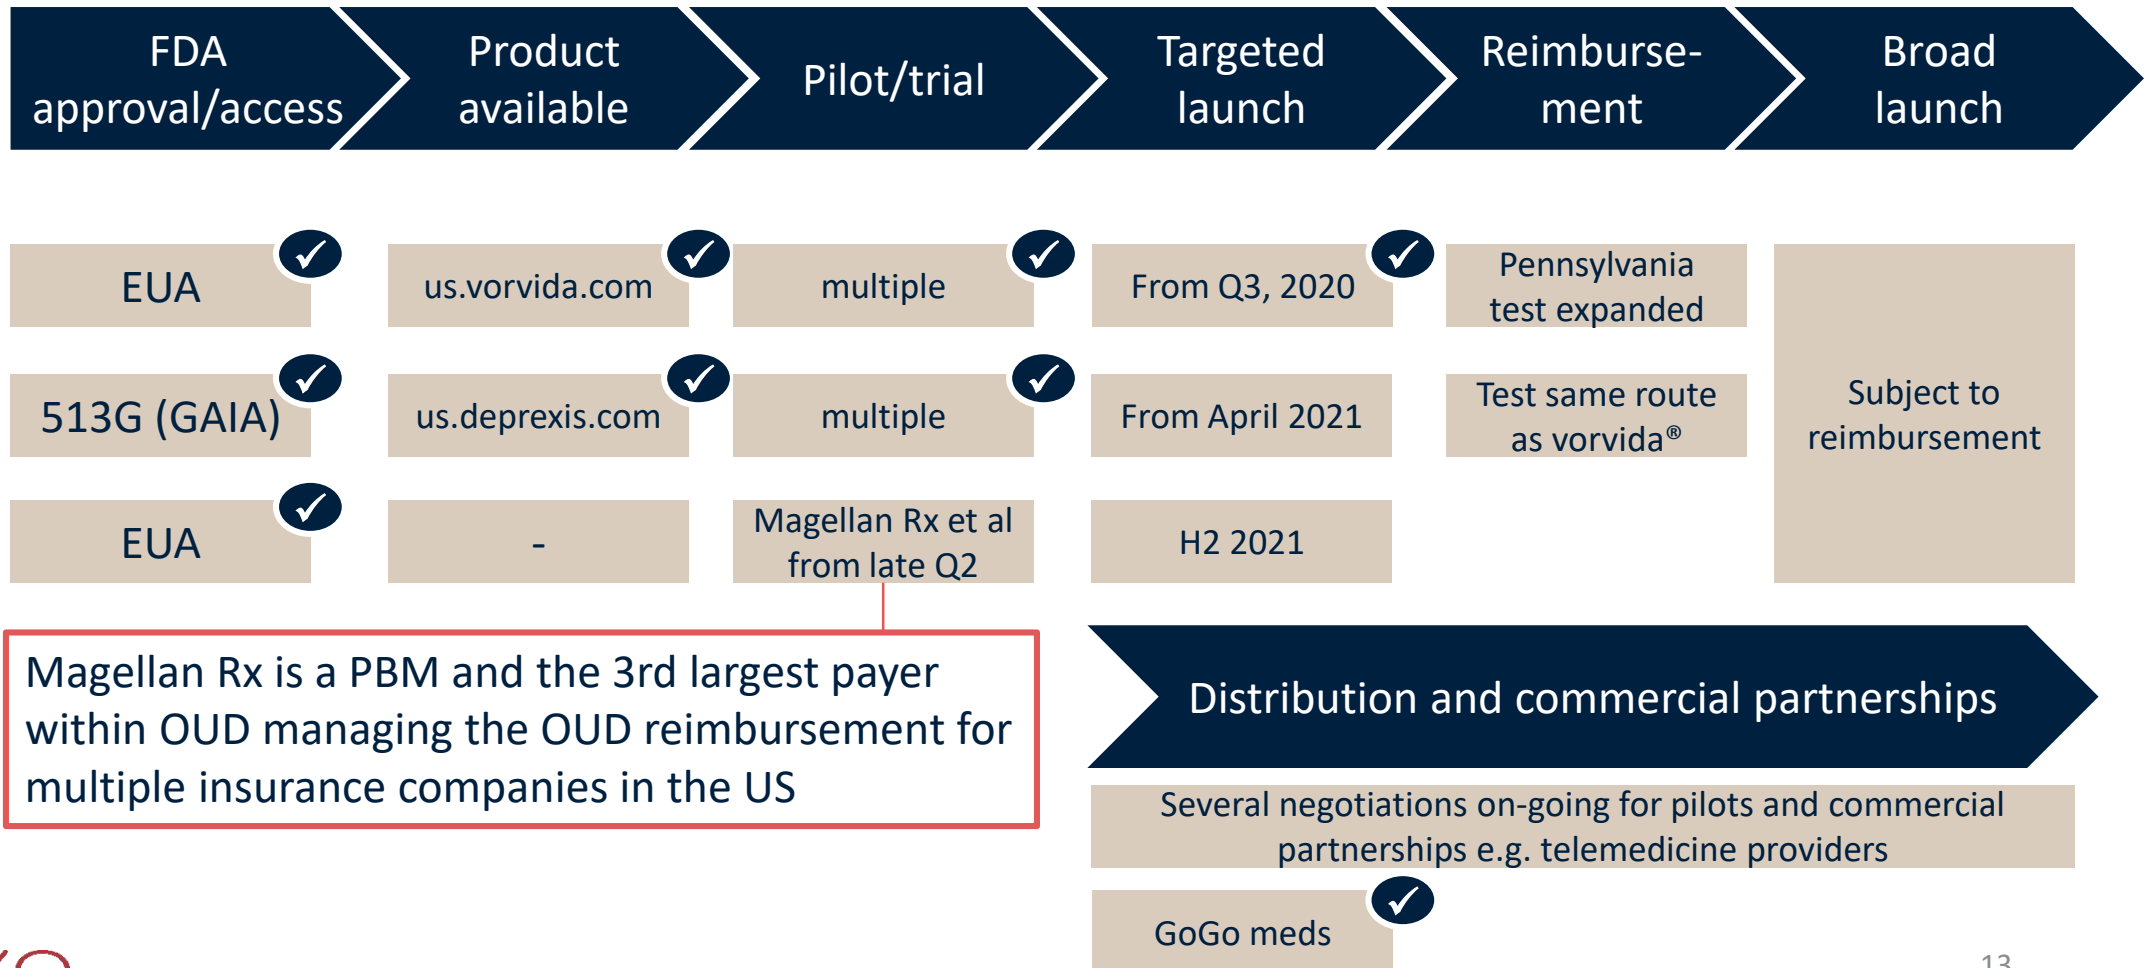 FDA
approval/access
Product
available
Pilot/trial
Targeted
launch
Reimburse-
ment
Broad
launch
EUA
us.vorvida.com
multiple
From Q3, 2020
Pennsylvania
test expanded
513G (GAIA)
us.deprexis.com
multiple
From April 2021
Test same route
as vorvida®
Subject to
reimbursement
EUA
-
Magellan Rx et al
from late Q2
H2 2021
Magellan Rx is a PBM and the 3rd largest payer
within OUD managing the OUD reimbursement for
multiple insurance companies in the US
Distribution and commercial partnerships
Several negotiations on-going for pilots and commercial
partnerships e.g. telemedicine providers
GoGo meds
13